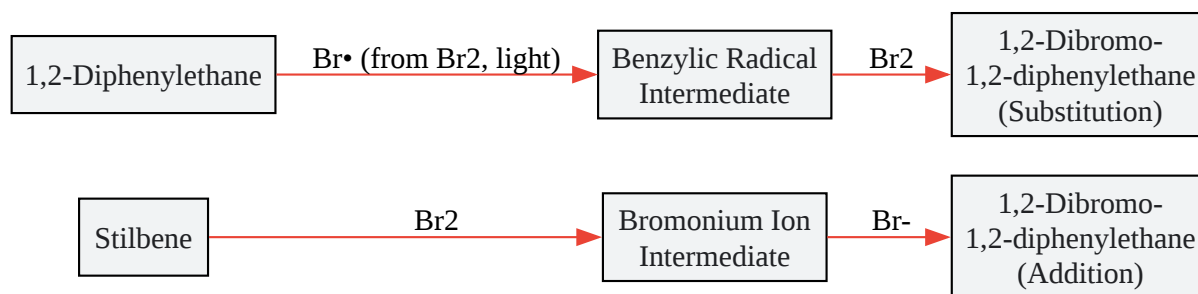 1,2-Diphenylethane
Br• (from Br2, light)
Benzylic Radical
Intermediate
Br2
1,2-Dibromo-
1,2-diphenylethane
(Substitution)
Stilbene
Br2
Bromonium Ion
Intermediate
Br-
1,2-Dibromo-
1,2-diphenylethane
(Addition)